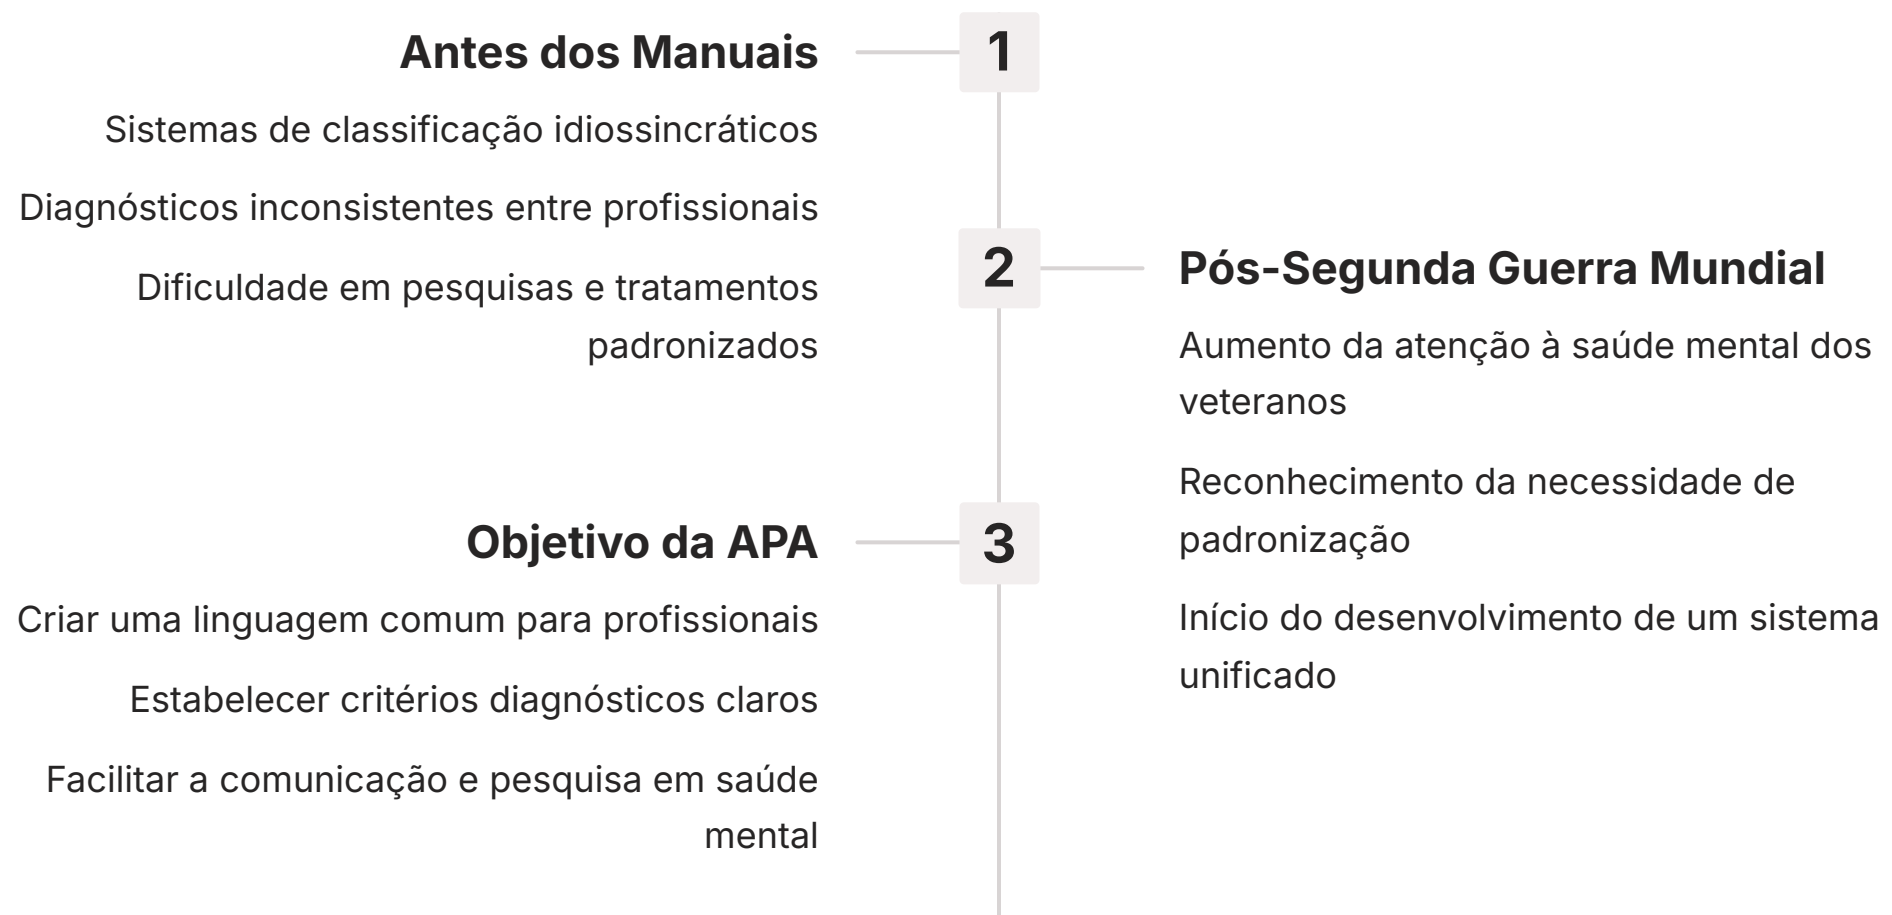 1
Antes dos Manuais
Sistemas de classificação idiossincráticos
Diagnósticos inconsistentes entre profissionais
Dificuldade em pesquisas e tratamentos
padronizados
2
Pós-Segunda Guerra Mundial
Aumento da atenção à saúde mental dos
veteranos
Reconhecimento da necessidade de
padronização
Início do desenvolvimento de um sistema
unificado
3
Objetivo da APA
Criar uma linguagem comum para profissionais
Estabelecer critérios diagnósticos claros
Facilitar a comunicação e pesquisa em saúde
mental